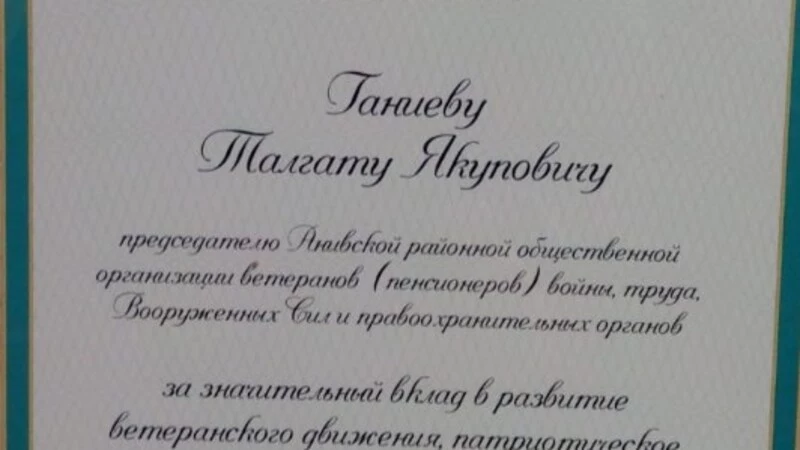 Ганиеву
Талгату Якуповичу
председателю Анивской районной общественной
организации ветеранов (пенсионеров) войны, труда,
Вооруженных Сил и правоохранительных органов
за значительный вклад в развитие
ветеранского движения, патриотическое